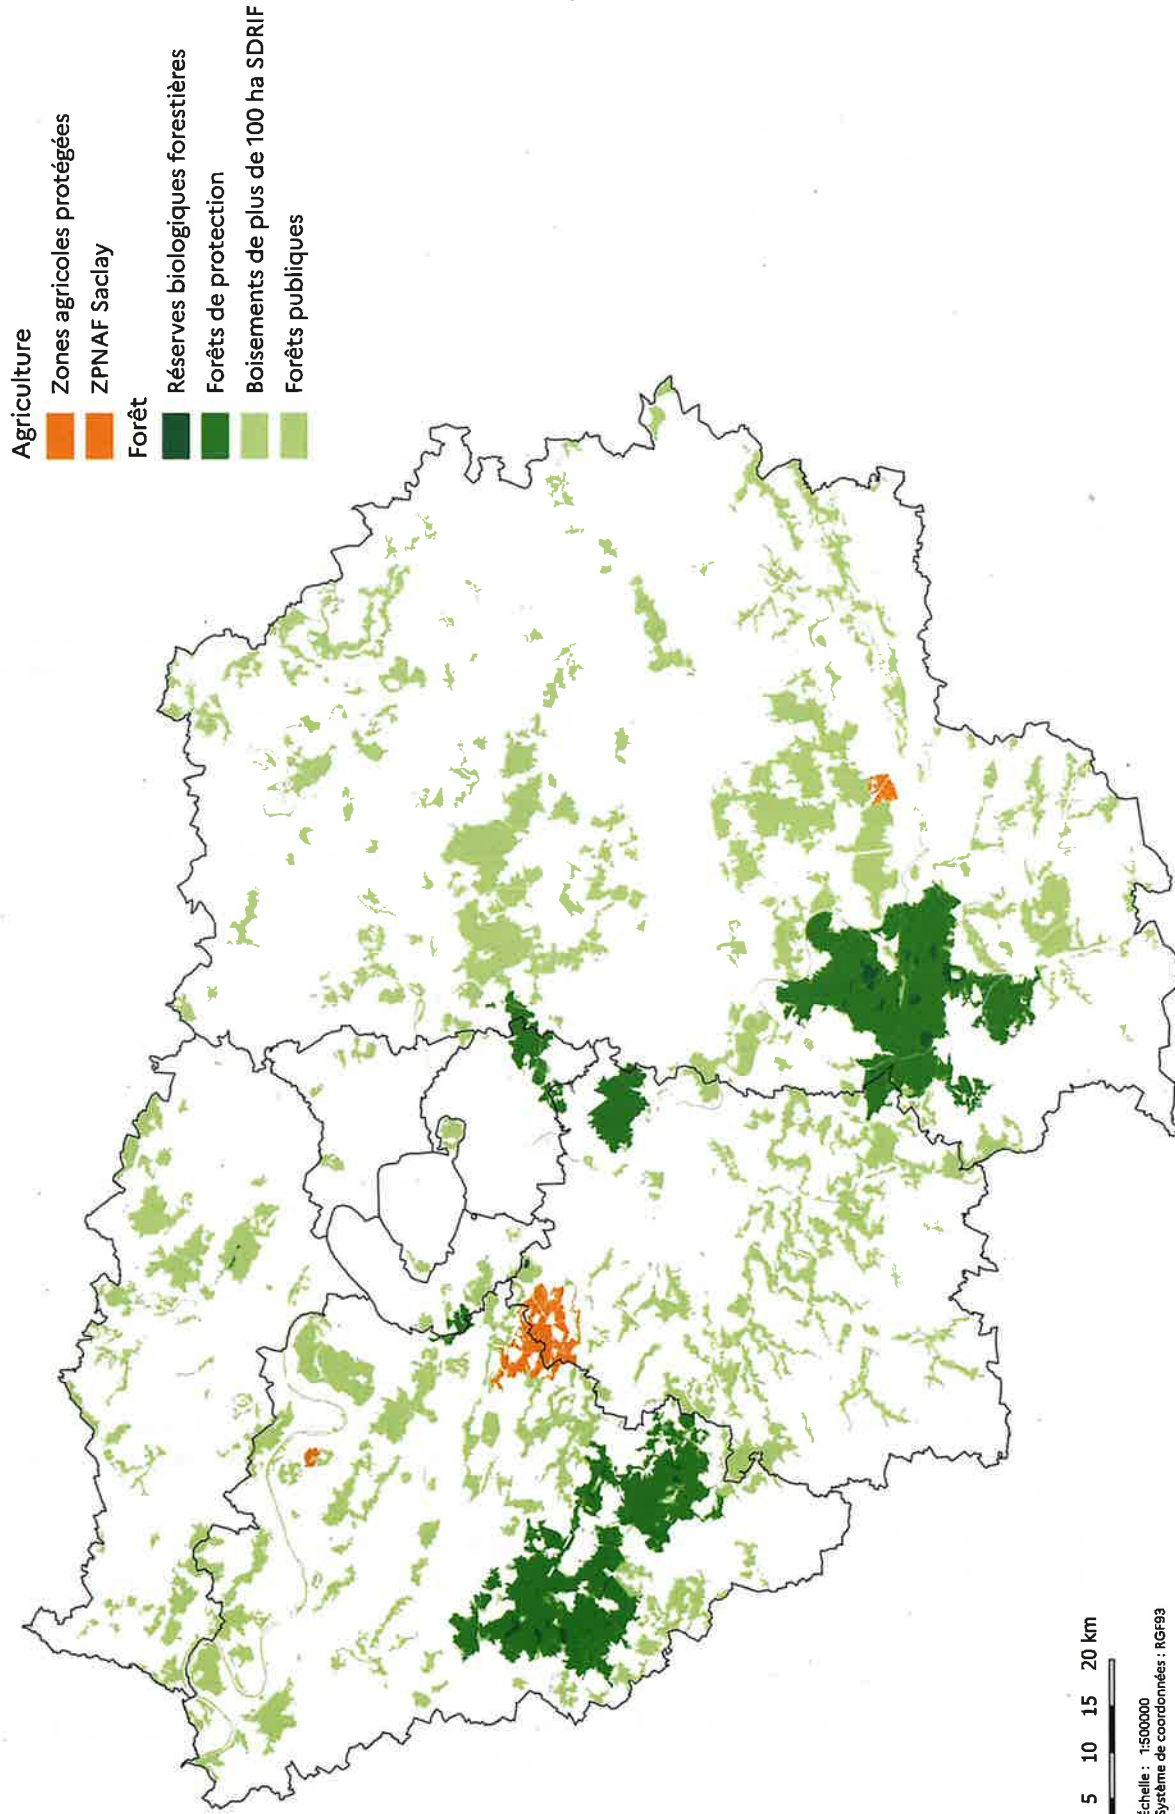 Agriculture
Zones agricoles protégées
ZPNAF Saclay
Forêt
Réserves biologiques forestières
Forêts de protection
Boisements de plus de 100 ha SDRIF
Forêts publiques
5 10 15 20 km
Échelle : 1:500000
Système de coordonnées : RGF93